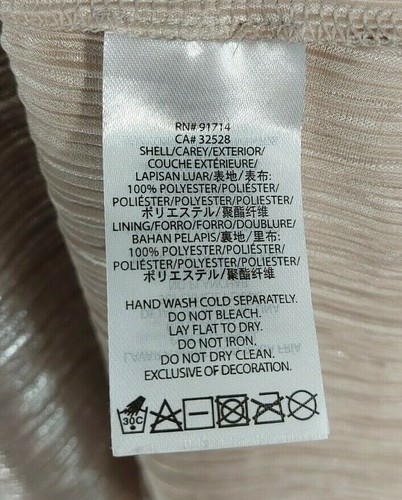 RN# 91714
CA# 32528
SHELL/CAREY/EXTERIOR/
COUCHE EXTÉRIEURE/
LAPISAN LUAR/表地/表布:
100% POLYESTER/POLIÉSTER/
POLIÉSTER/POLYESTER/POLIESTER/
ポリエステル/聚酯纤维
LINING/FORRO/FORRO/DOUBLURE/
BAHAN PELAPIS/裏地/里布:
100% POLYESTER/POLIÉSTER/
POLIÉSTER/POLYESTER/POLIESTER/
ポリエステル/聚酯纤维
HAND WASH COLD SEPARATELY.
DO NOT BLEACH.
LAY FLAT TO DRY.
DO NOT IRON.
DO NOT DRY CLEAN.
EXCLUSIVE OF DECORATION.
30C